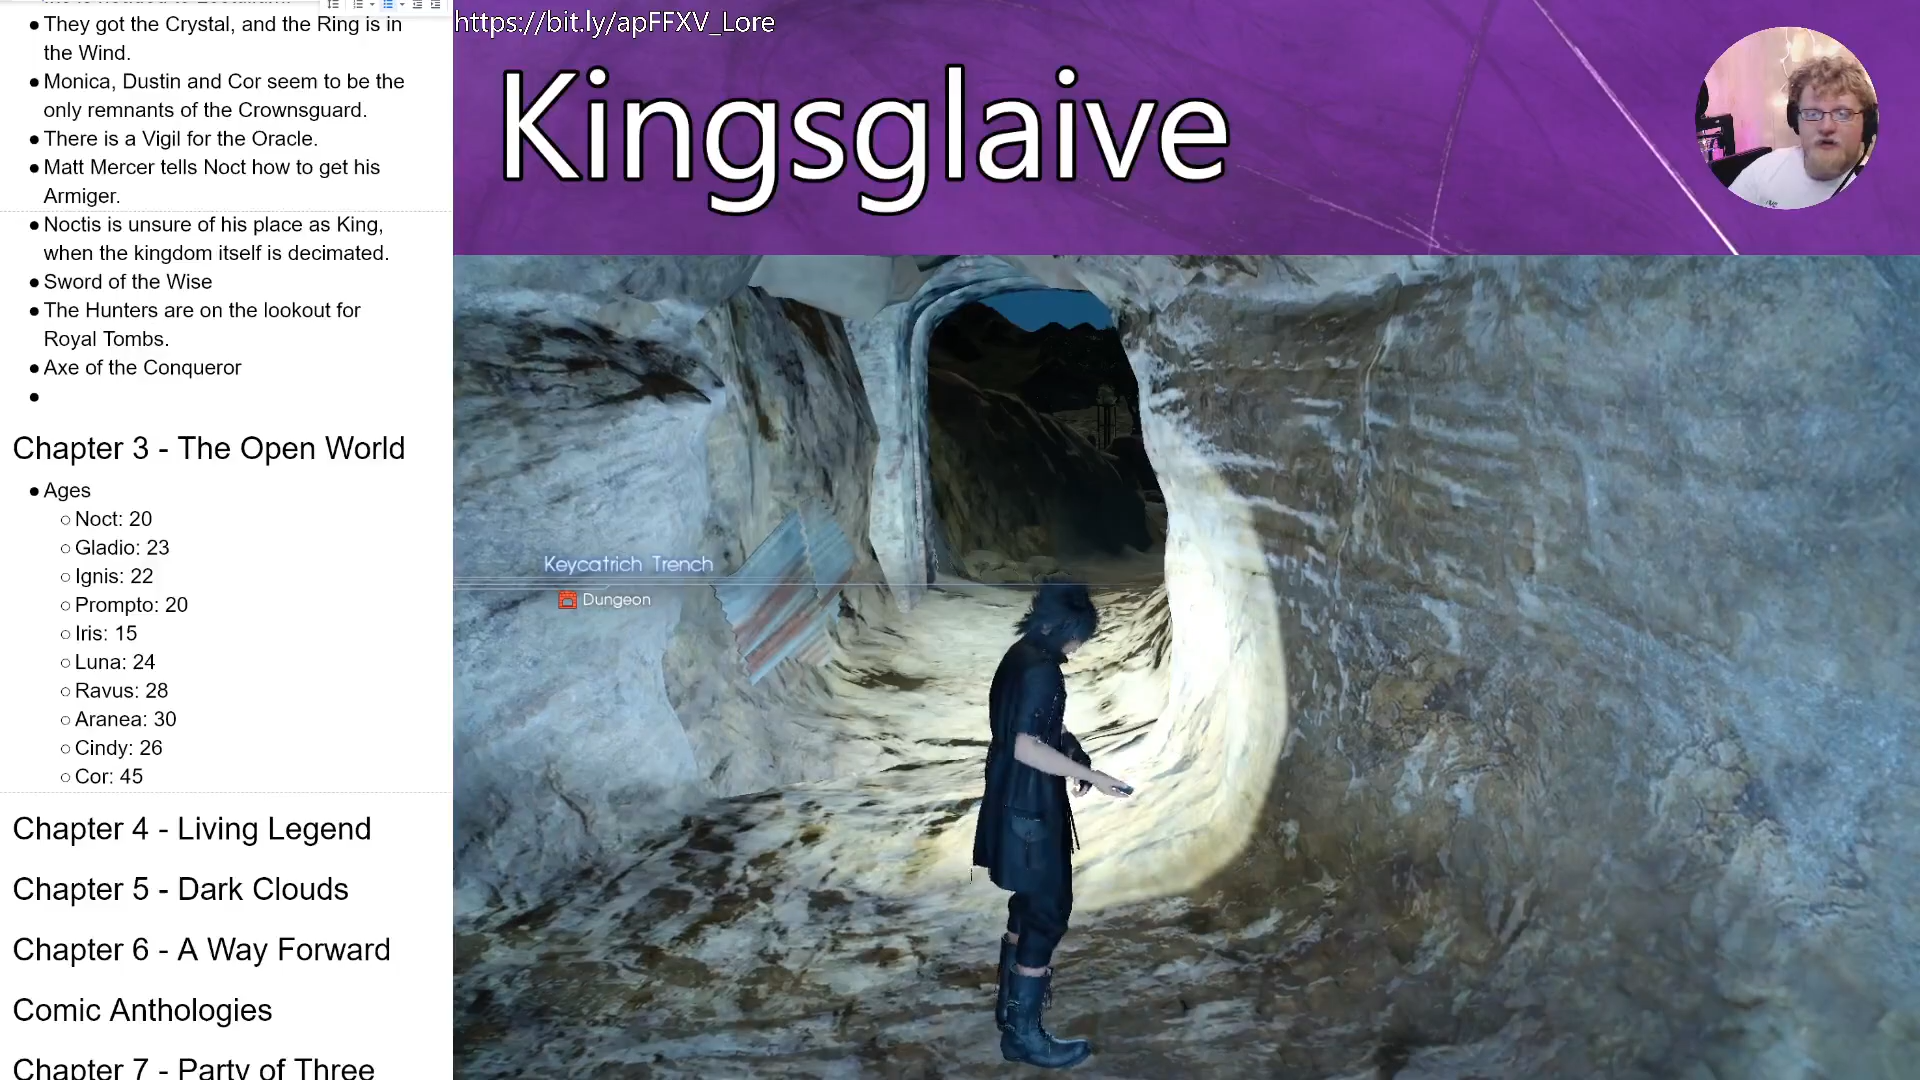 They got the Crystal, and the Ring is in
the Wind.
Monica, Dustin and Cor seem to be the
only remnants of the Crownsguard.
There is a Vigil for the Oracle.
Matt Mercer tells Noct how to get his
Armiger.
Noctis is unsure of his place as King,
when the kingdom itself is decimated.
Sword of the Wise
The Hunters are on the lookout for
Royal Tombs.
Axe of the Conqueror
Chapter 3 - The Open World
Ages
Noct: 20
Gladio: 23
Ignis: 22
Prompto: 20
Iris: 15
Luna: 24
Ravus: 28
Aranea: 30
Cindy: 26
Cor: 45
Chapter 4 - Living Legend
Chapter 5 - Dark Clouds
Chapter 6 - A Way Forward
Comic Anthologies
Chapter 7 - Party of Three
https://bit.ly/apFFXV_Lore
Kingsglaive
Keycatrich Trench
Dungeon